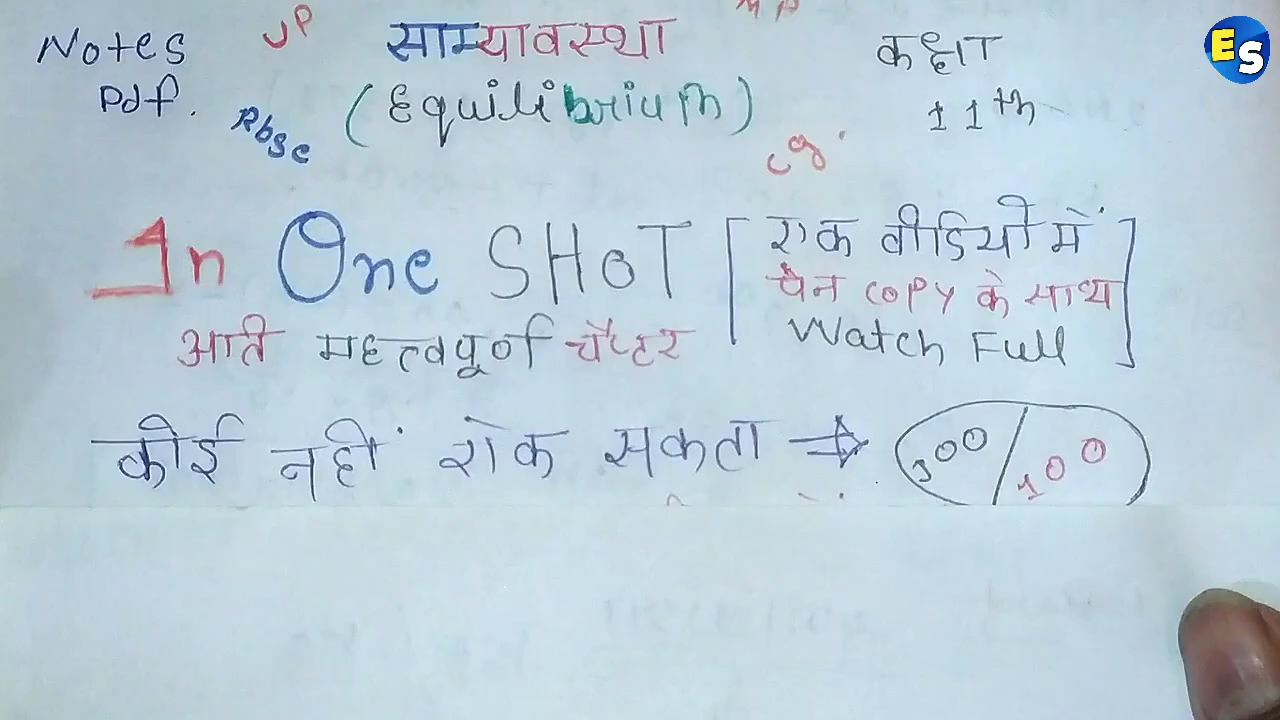 Notes UP साम्यावस्था MP कक्षा
Pdf. Rbse (Equilibrium) 11th
cg.
In One SHOT [एक वीडियो में
पैन copy के साथ
अति महत्त्वपूर्ण चैप्टर Watch Full]
कोई नहीं रोक सकता → 100/100
ES